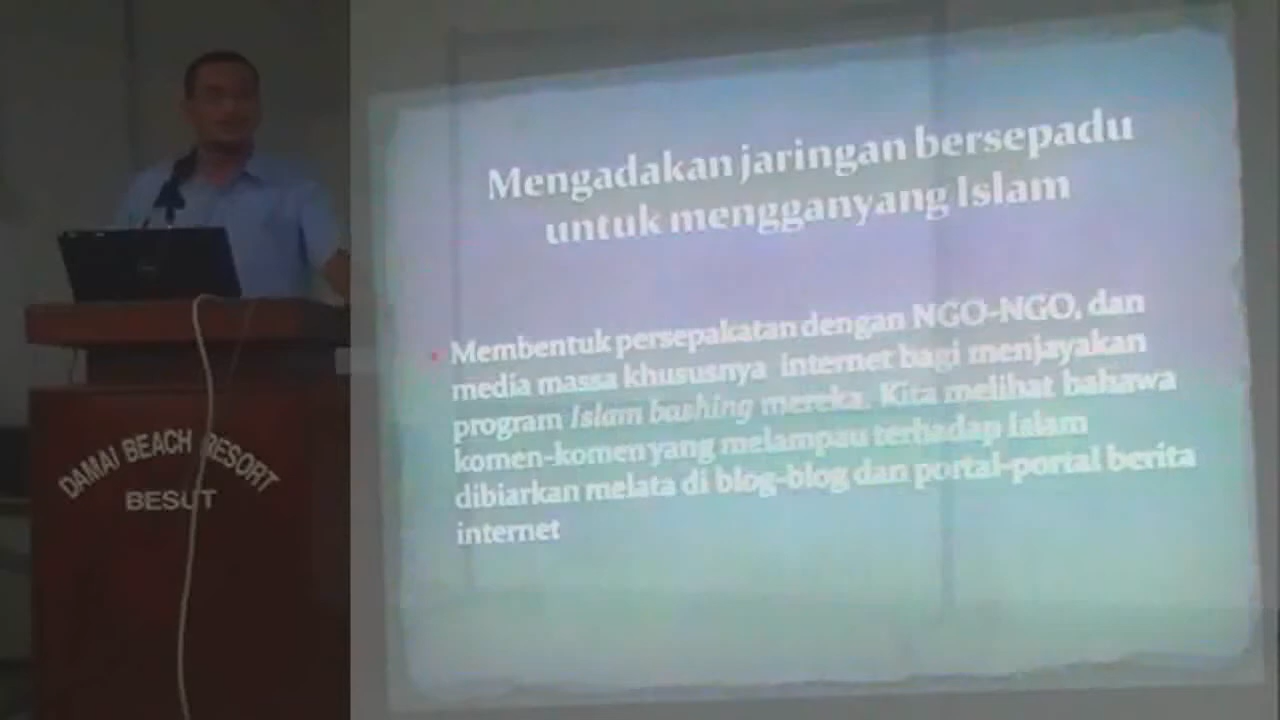 Mengadakan jaringan bersepadu
untuk mengganyang Islam
Membentuk persepakatan dengan NGO-NGO, dan
media massa khususnya internet bagi menjayakan
program Islam bashing mereka. Kita melihat bahawa
komen-komen yang melampau terhadap Islam
dibiarkan melata di blog-blog dan portal-portal berita
internet
DAMAI BEACH RESORT
BESUT